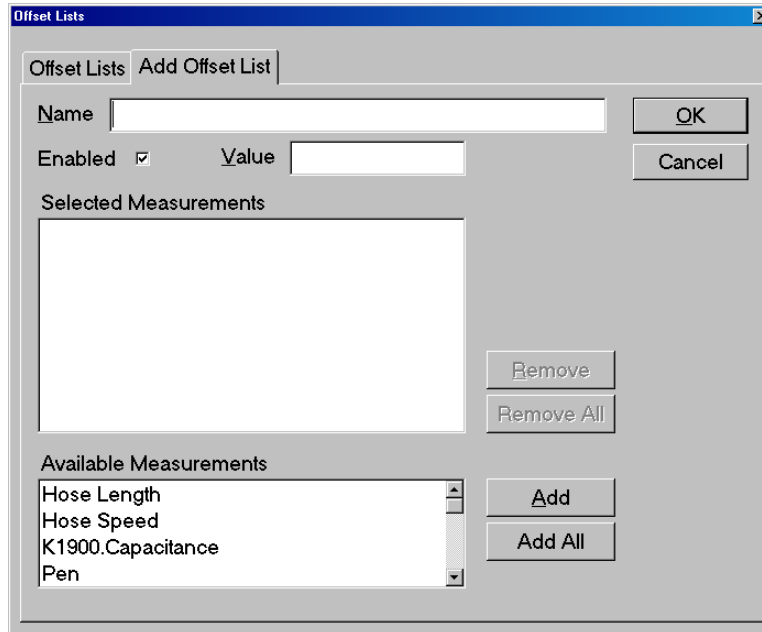 Offset Lists
Offset Lists Add Offset List
Name
OK
Enabled Value
Cancel
Selected Measurements
Remove
Remove All
Available Measurements
Hose Length
Hose Speed
K1900.Capacitance
Pen
Add
Add All